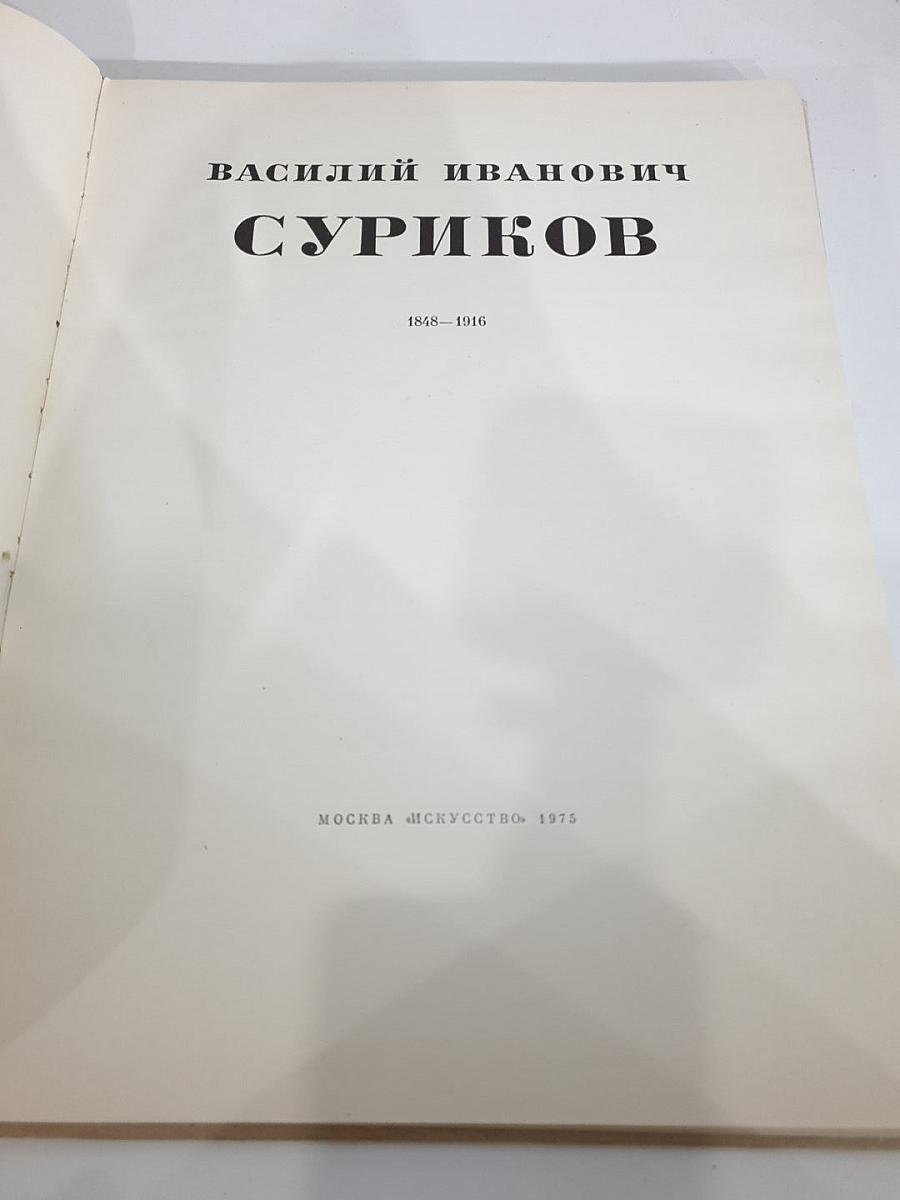 ВАСИЛИЙ ИВАНОВИЧ
СУРИКОВ
1848—1916
МОСКВА «ИСКУССТВО» 1975